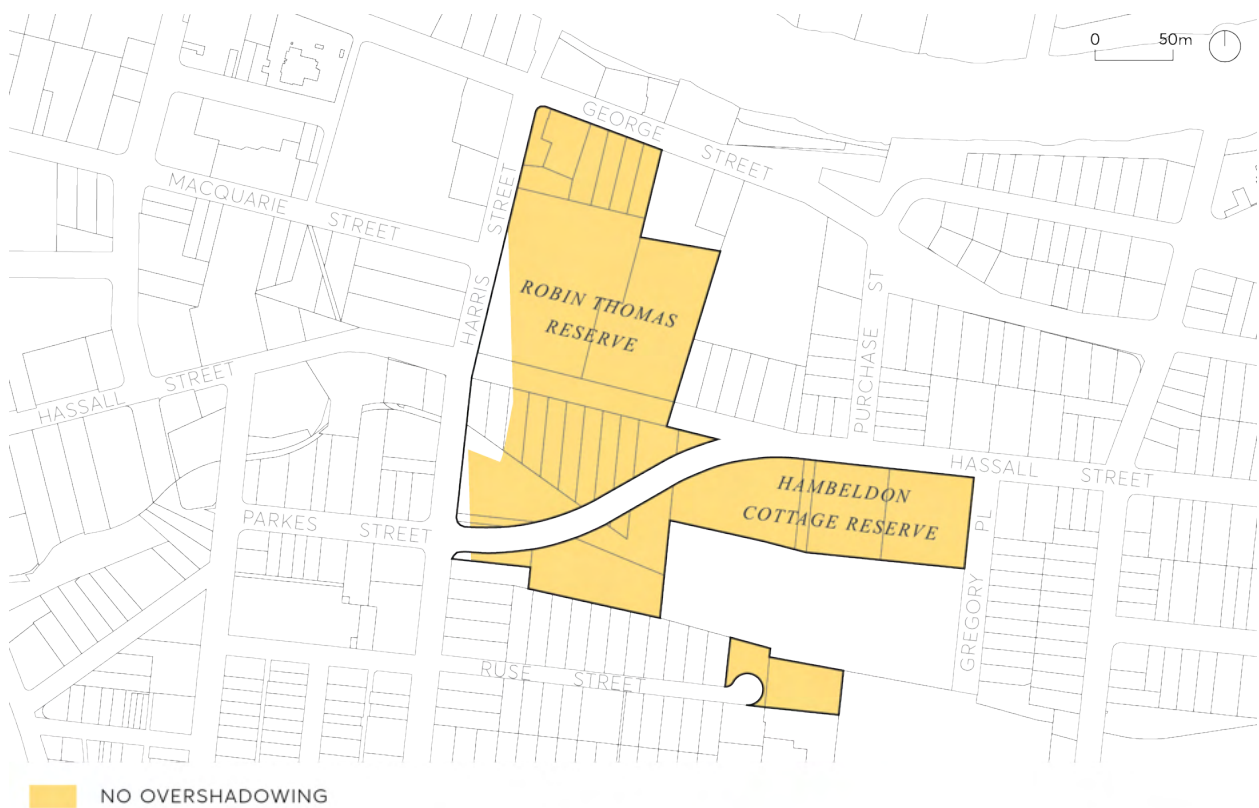 0 50m
GEORGE STREET
MACQUARIE STREET
HARRIS STREET
ROBIN THOMAS
RESERVE
PURCHASE ST
HASSALL STREET
HASSALL STREET
HAMBELDON
COTTAGE RESERVE
PARKES STREET
GREGORY PL
RUSE STREET
NO OVERSHADOWING